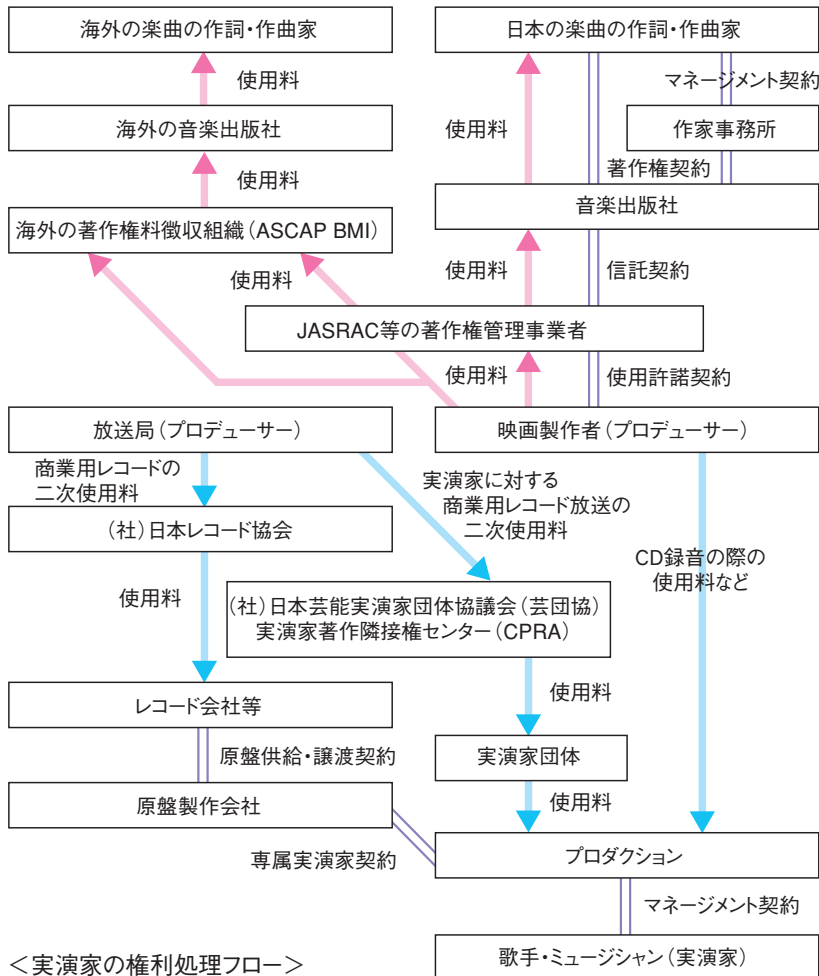 海外の楽曲の作詞・作曲家
日本の楽曲の作詞・作曲家
使用料
マネージメント契約
海外の音楽出版社
使用料
作家事務所
使用料
著作権契約
音楽出版社
海外の著作権料徴収組織（ASCAP BMI）
使用料
使用料
信託契約
JASRAC等の著作権管理事業者
使用料
使用許諾契約
放送局（プロデューサー）
映画製作者（プロデューサー）
商業用レコードの
二次使用料
実演家に対する
商業用レコード放送の
二次使用料
（社）日本レコード協会
CD録音の際の
使用料など
使用料
（社）日本芸能実演家団体協議会（芸団協）
実演家著作隣接権センター（CPRA）
レコード会社等
使用料
原盤供給・譲渡契約
実演家団体
原盤製作会社
使用料
専属実演家契約
プロダクション
マネージメント契約
＜実演家の権利処理フロー＞
歌手・ミュージシャン（実演家）